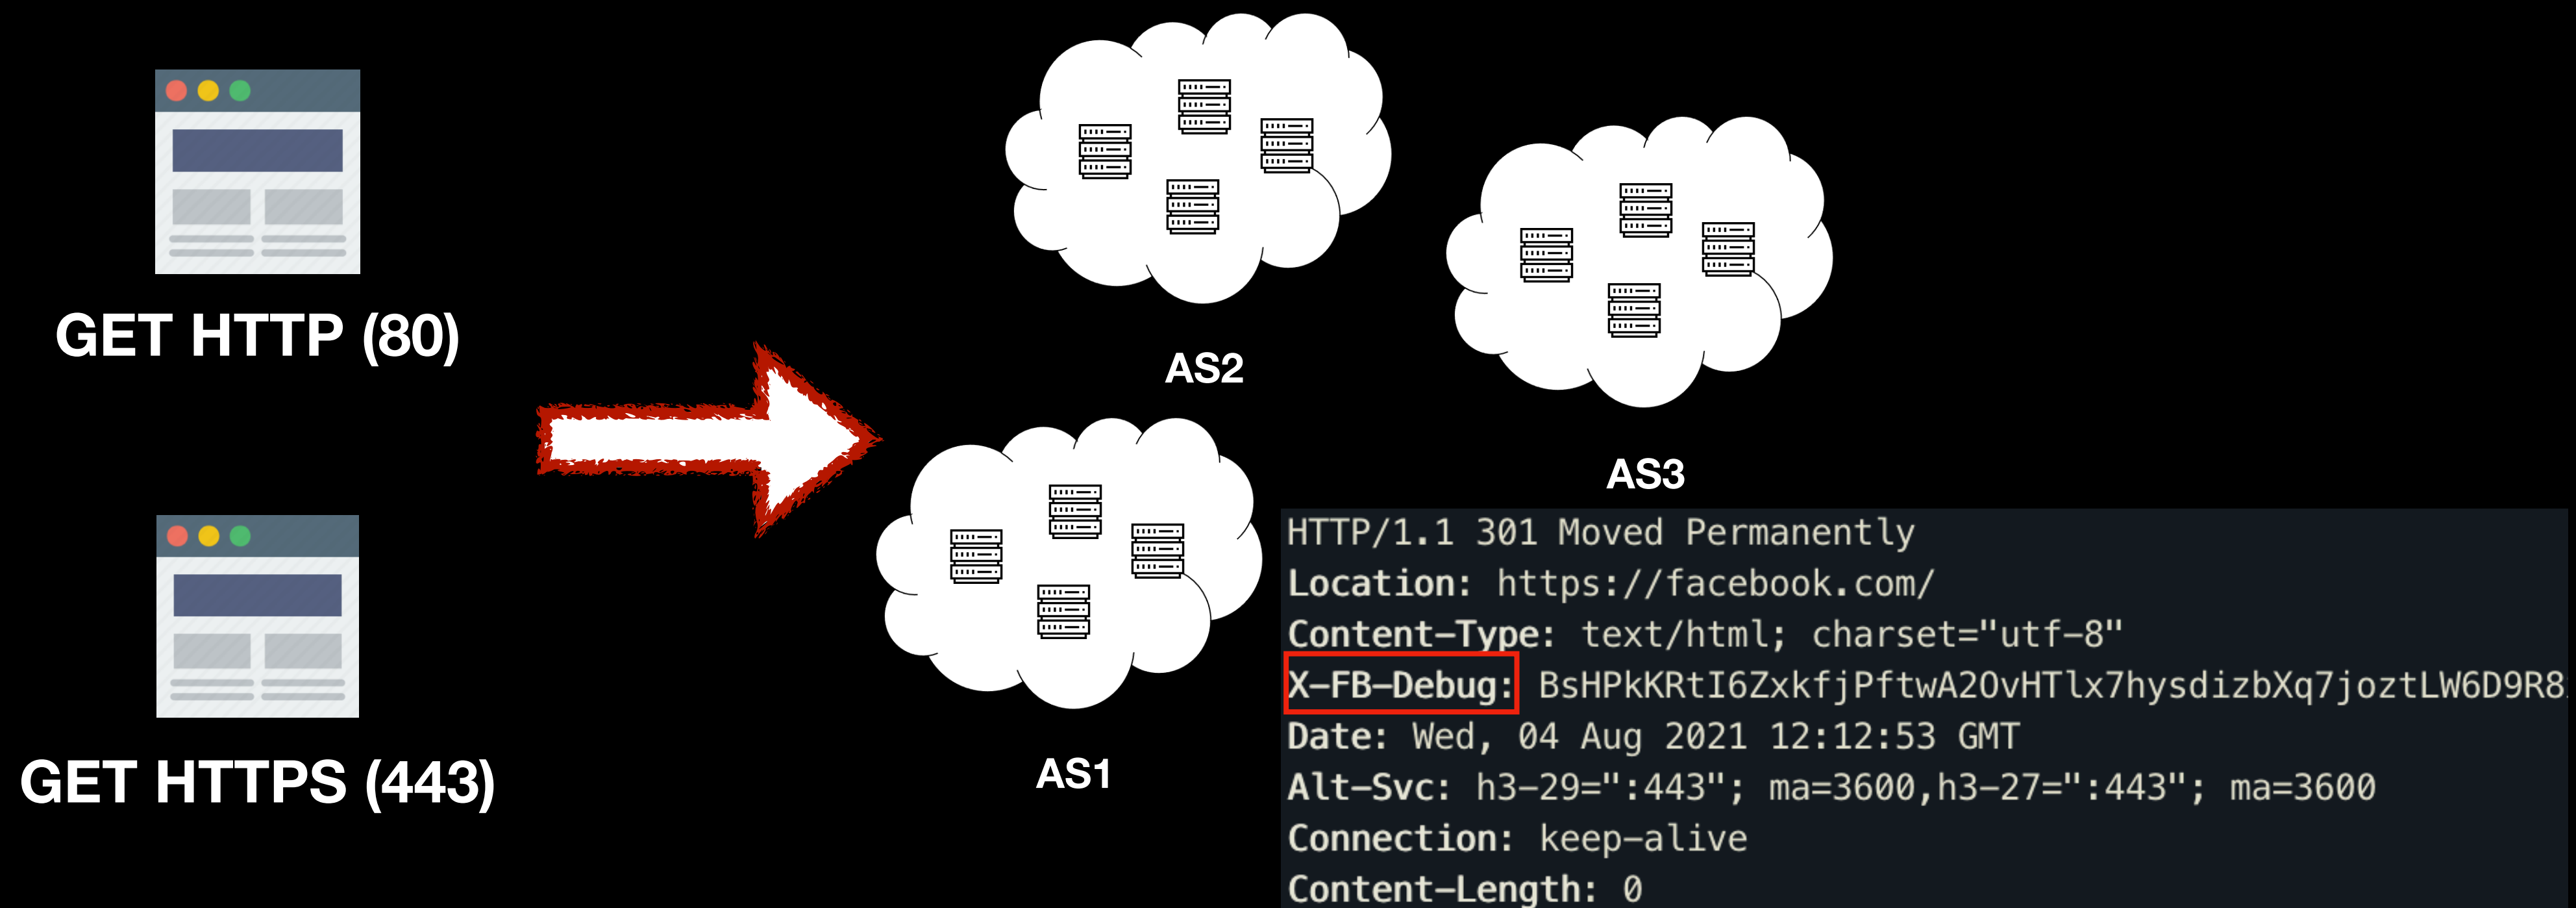 GET HTTP (80)
GET HTTPS (443)
AS2
AS3
AS1
HTTP/1.1 301 Moved Permanently
Location: https://facebook.com/
Content-Type: text/html; charset="utf-8"
X-FB-Debug: BsHPkKRtI6ZxkfjPftwA2OvHTlx7hysdizbXq7joztLW6D9R8
Date: Wed, 04 Aug 2021 12:12:53 GMT
Alt-Svc: h3-29=":443"; ma=3600,h3-27=":443"; ma=3600
Connection: keep-alive
Content-Length: 0